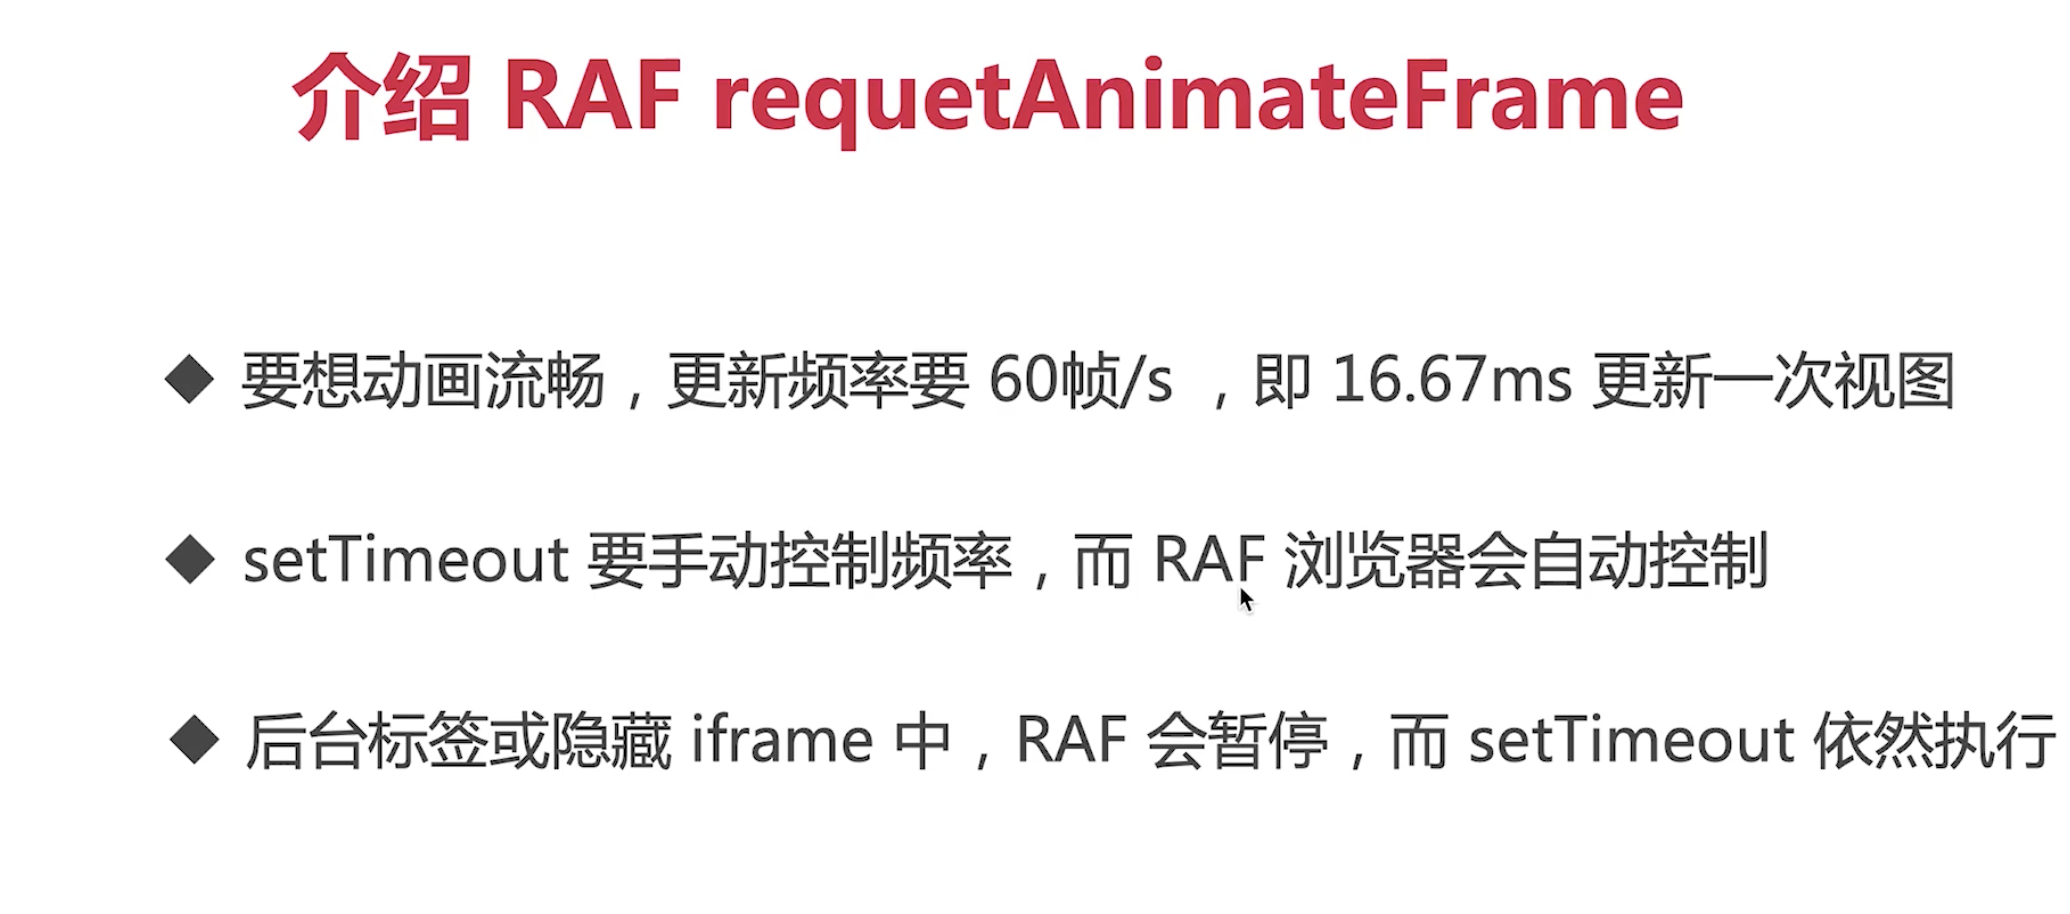 介绍 RAF requetAnimateFrame
◆ 要想动画流畅，更新频率要 60帧/s ，即 16.67ms 更新一次视图
◆ setTimeout 要手动控制频率，而 RAF 浏览器会自动控制
◆ 后台标签或隐藏 iframe 中，RAF 会暂停，而 setTimeout 依然执行